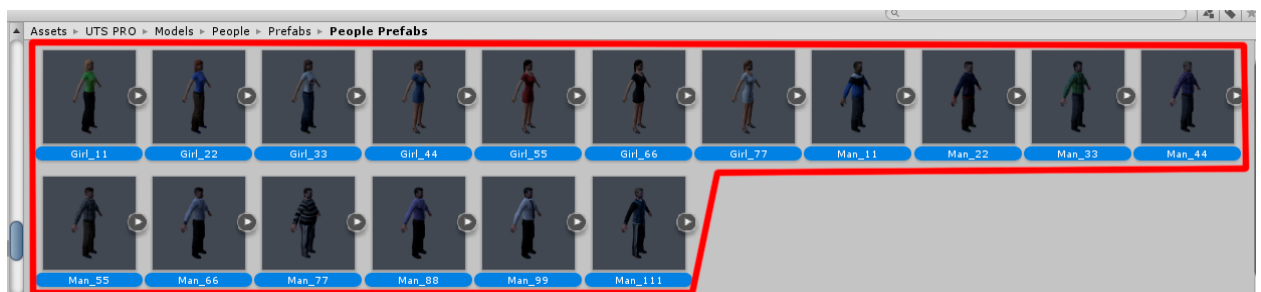 Assets ▸ UTS PRO ▸ Models ▸ People ▸ Prefabs ▸ People Prefabs
Girl_11 Girl_22 Girl_33 Girl_44 Girl_55 Girl_66 Girl_77 Man_11 Man_22 Man_33 Man_44
Man_55 Man_66 Man_77 Man_88 Man_99 Man_111